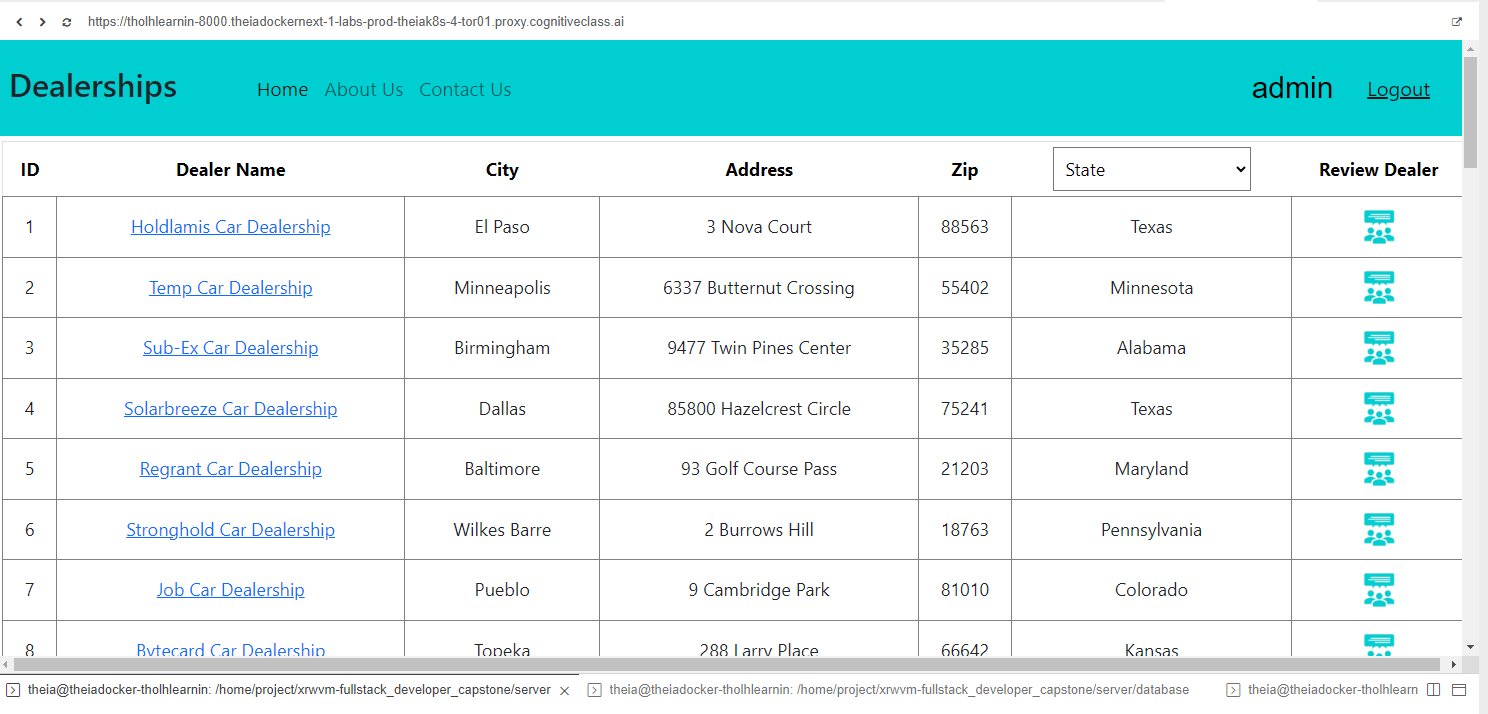 https://tholhlearnin-8000.theiadockernext-1-labs-prod-theiak8s-4-tor01.proxy.cognitiveclass.ai
Dealerships Home About Us Contact Us admin Logout
ID Dealer Name City Address Zip State Review Dealer
1 Holdlamis Car Dealership El Paso 3 Nova Court 88563 Texas
2 Temp Car Dealership Minneapolis 6337 Butternut Crossing 55402 Minnesota
3 Sub-Ex Car Dealership Birmingham 9477 Twin Pines Center 35285 Alabama
4 Solarbreeze Car Dealership Dallas 85800 Hazelcrest Circle 75241 Texas
5 Regrant Car Dealership Baltimore 93 Golf Course Pass 21203 Maryland
6 Stronghold Car Dealership Wilkes Barre 2 Burrows Hill 18763 Pennsylvania
7 Job Car Dealership Pueblo 9 Cambridge Park 81010 Colorado
8 Bytecard Car Dealership Topeka 288 Larry Place 66642 Kansas
theia@theiadocker-tholhlearnin: /home/project/xrwvm-fullstack_developer_capstone/server theia@theiadocker-tholhlearnin: /home/project/xrwvm-fullstack_developer_capstone/server/database theia@theiadocker-tholhlearn